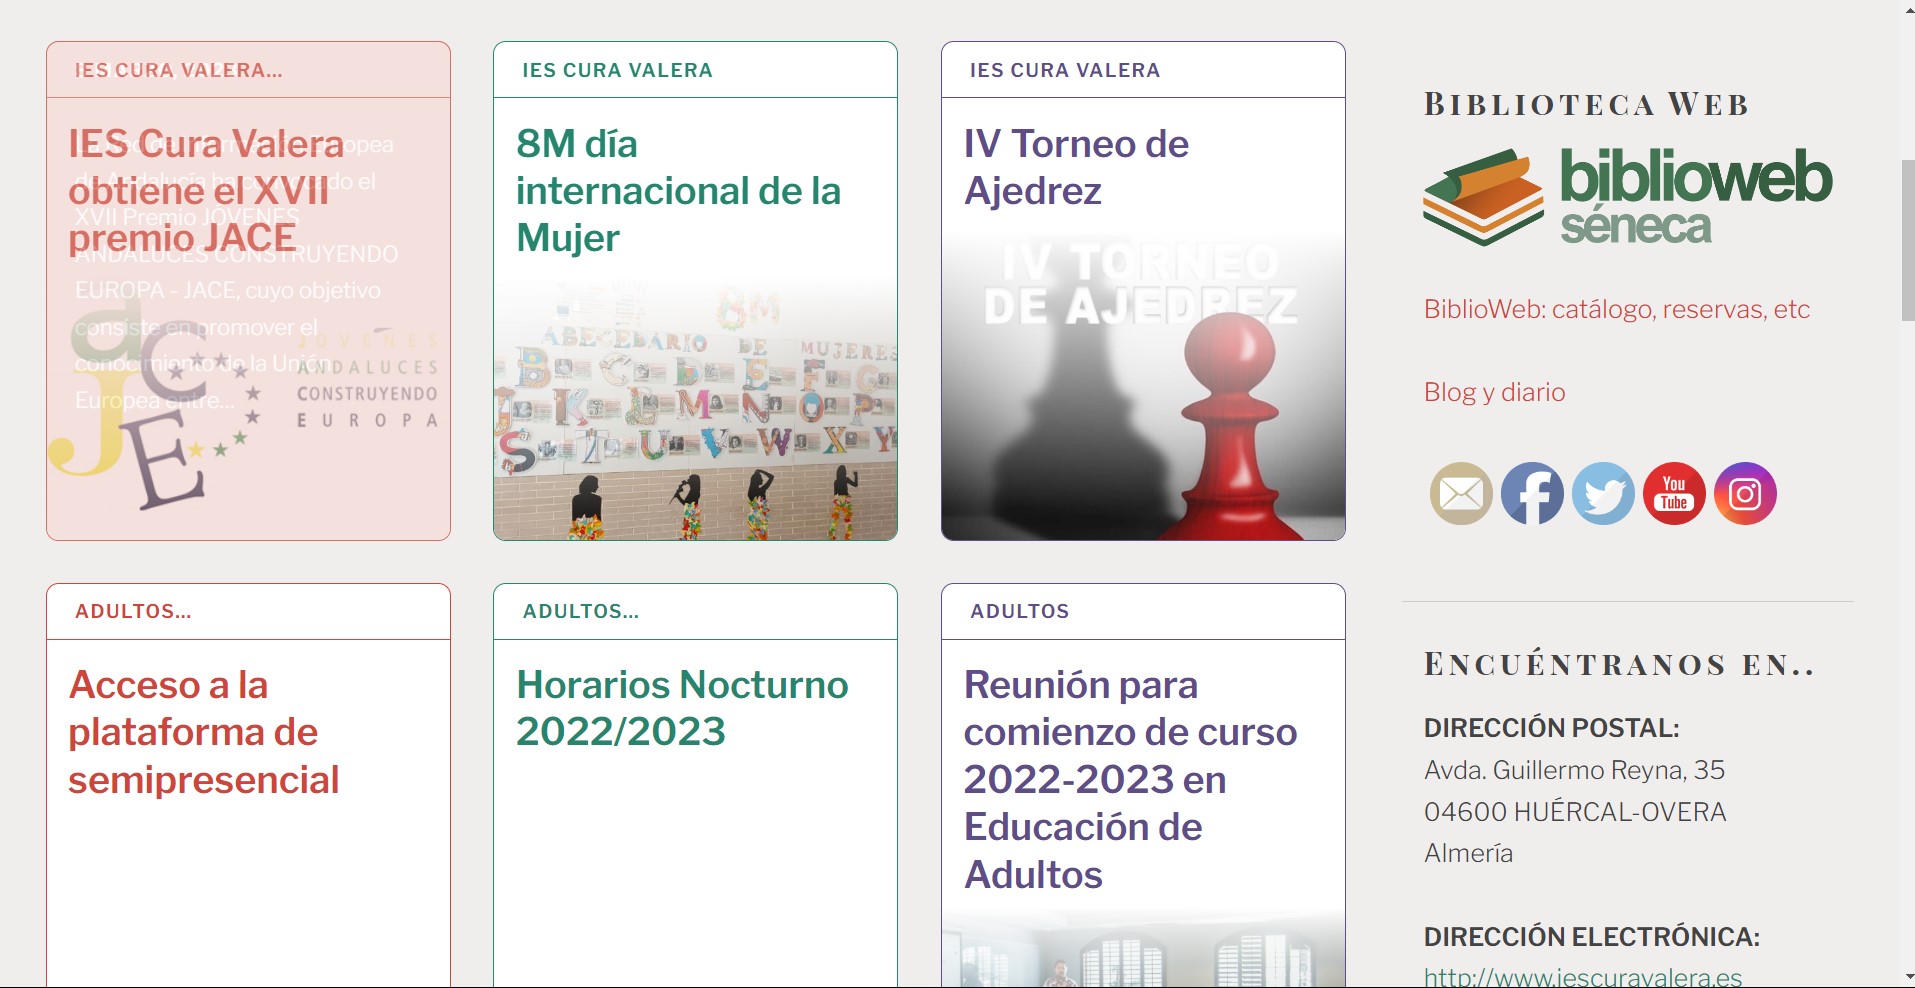 IES CURA VALERA...
IES Cura Valera
obtiene el XVII
premio JACE
de Andalucía ha convocado el
XVII Premio JÓVENES
ANDALUCES CONSTRUYENDO
EUROPA - JACE, cuyo objetivo
consiste en promover el
conocimiento de la Unión
Europea entre...
JOVENES
ANDALUCES
CONSTRUYENDO
EUROPA
IES CURA VALERA
8M día
internacional de la
Mujer
8M
ABECEDARIO DE MUJERES
IES CURA VALERA
IV Torneo de
Ajedrez
IV TORNEO
DE AJEDREZ
ADULTOS...
Acceso a la
plataforma de
semipresencial
ADULTOS...
Horarios Nocturno
2022/2023
ADULTOS
Reunión para
comienzo de curso
2022-2023 en
Educación de
Adultos
Biblioteca Web
biblioweb
séneca
BiblioWeb: catálogo, reservas, etc
Blog y diario
You
Tube
Encuéntranos en..
DIRECCIÓN POSTAL:
Avda. Guillermo Reyna, 35
04600 HUÉRCAL-OVERA
Almería
DIRECCIÓN ELECTRÓNICA:
http://www.iescuravalera.es